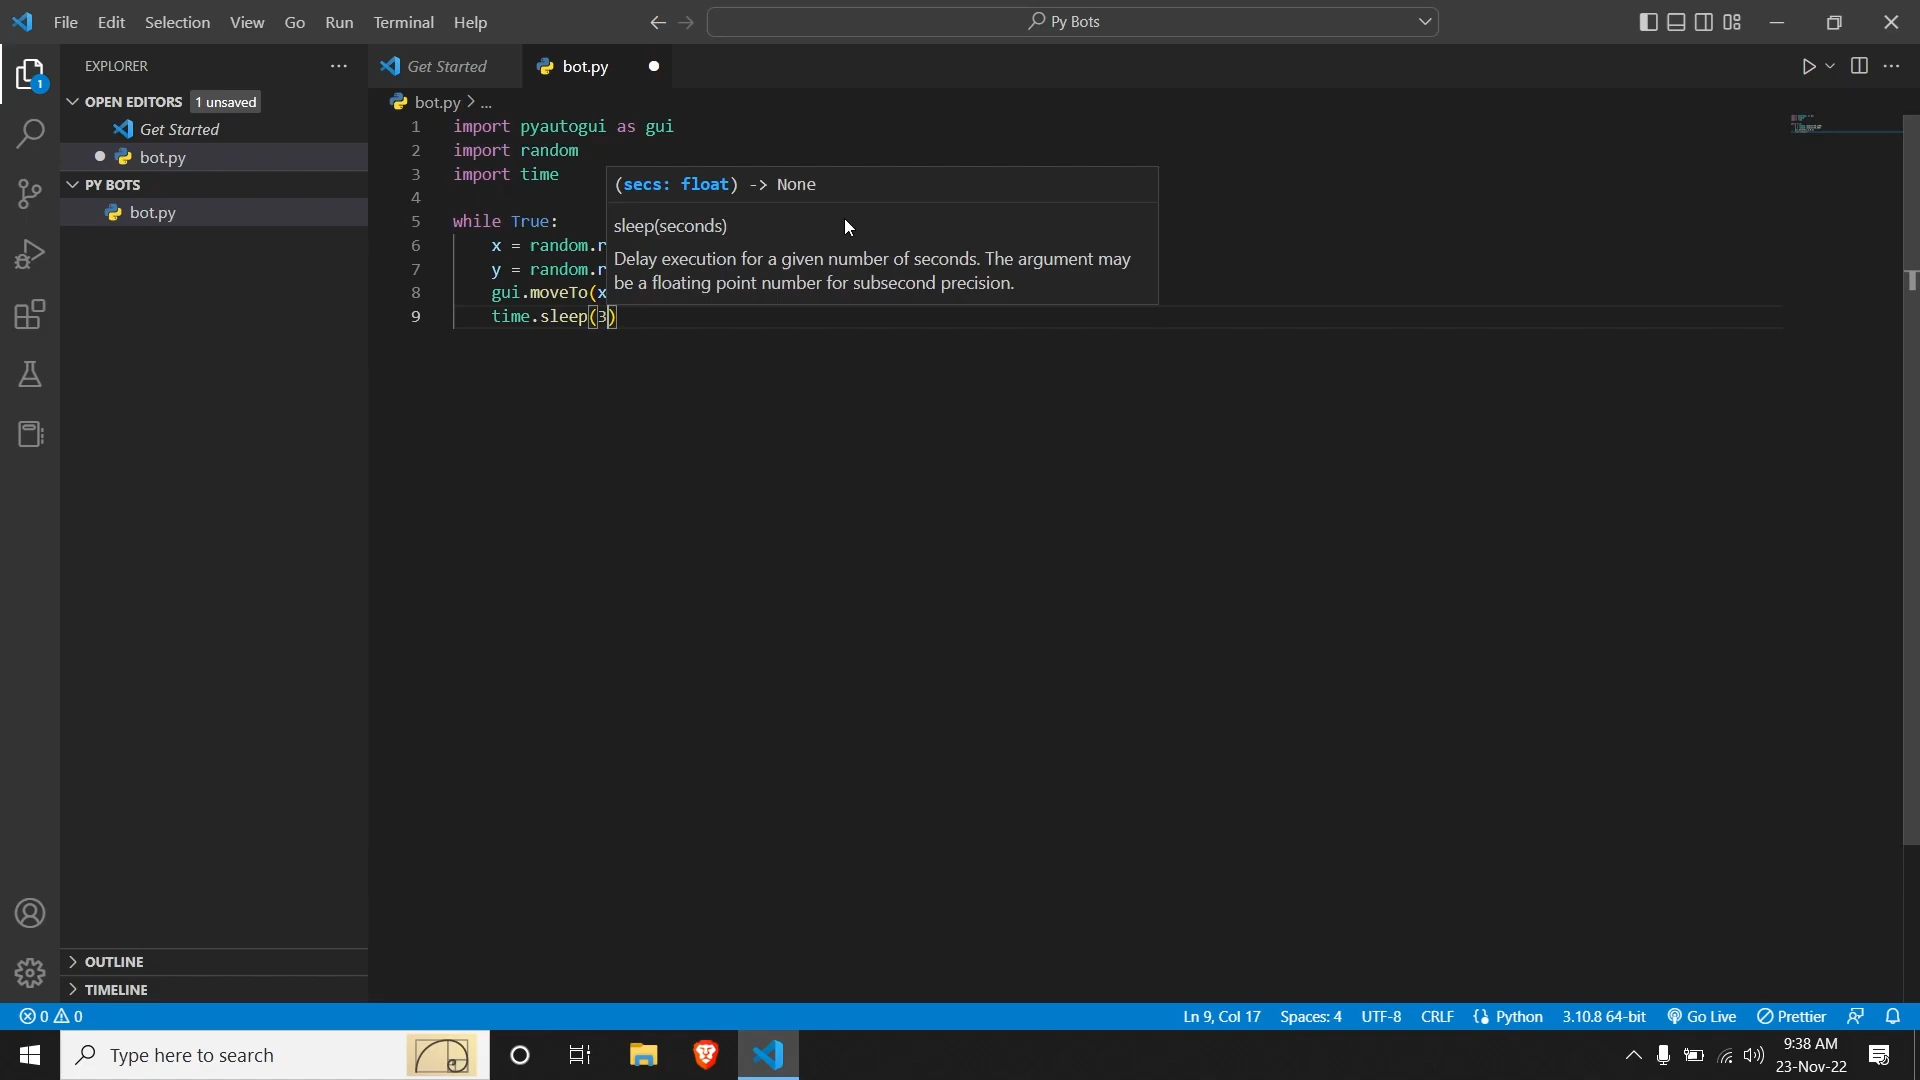 File Edit Selection View Go Run Terminal Help
Py Bots
EXPLORER
Get Started
bot.py
OPEN EDITORS
1 unsaved
Get Started
bot.py
PY BOTS
bot.py
bot.py > ...
1 import pyautogui as gui
2 import random
3 import time
4
5 while True:
6 x = random.r
7 y = random.r
8 gui.moveTo(x
9 time.sleep(3)
(secs: float) -> None
sleep(seconds)
Delay execution for a given number of seconds. The argument may
be a floating point number for subsecond precision.
1
OUTLINE
TIMELINE
0 0
Ln 9, Col 17 Spaces: 4 UTF-8 CRLF Python 3.10.8 64-bit Go Live Prettier
Type here to search
9:38 AM
23-Nov-22